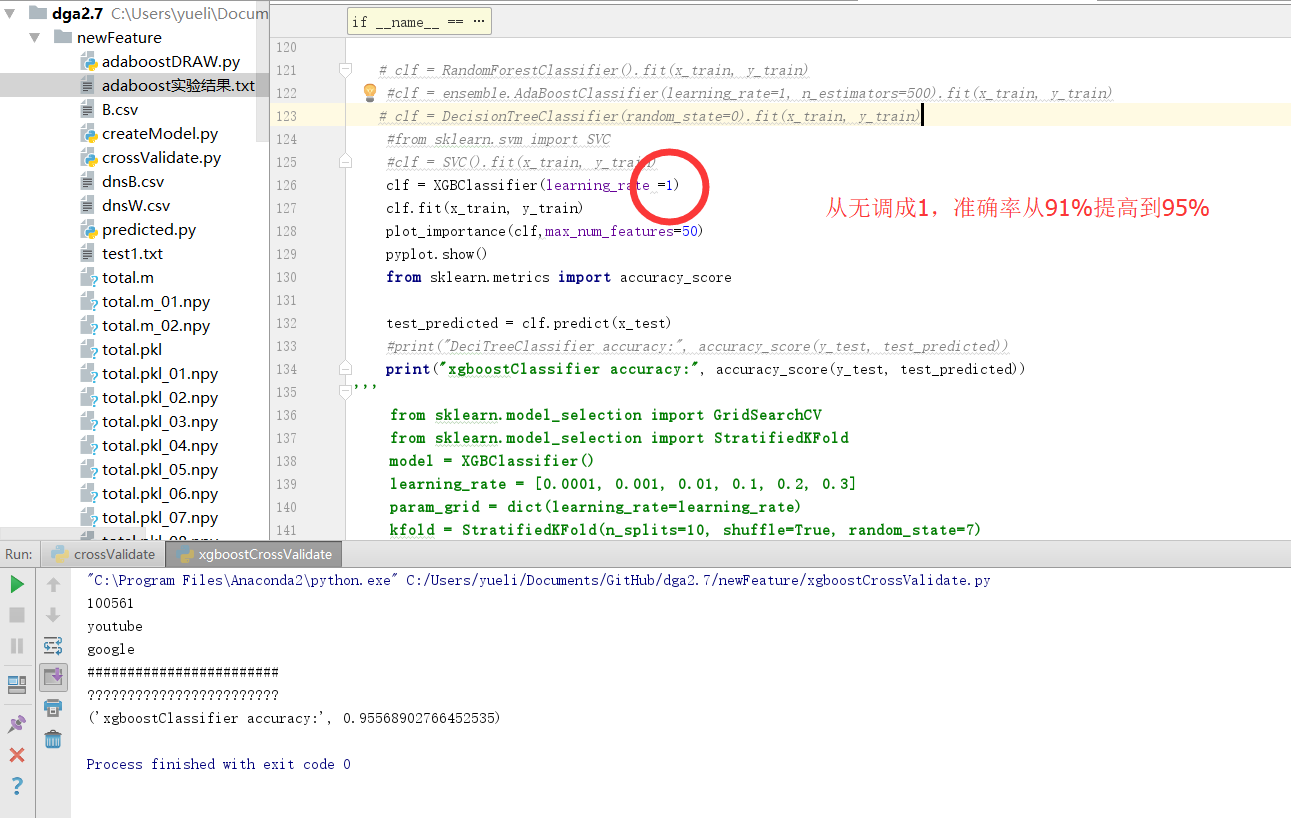 dga2.7 C:\Users\yueli\Docum
newFeature
adaboostDRAW.py
adaboost实验结果.txt
B.csv
createModel.py
crossValidate.py
dnsB.csv
dnsW.csv
predicted.py
test1.txt
total.m
total.m_01.npy
total.m_02.npy
total.pkl
total.pkl_01.npy
total.pkl_02.npy
total.pkl_03.npy
total.pkl_04.npy
total.pkl_05.npy
total.pkl_06.npy
total.pkl_07.npy
if __name__ == ...
120
121 # clf = RandomForestClassifier().fit(x_train, y_train)
122 #clf = ensemble.AdaBoostClassifier(learning_rate=1, n_estimators=500).fit(x_train, y_train)
123 # clf = DecisionTreeClassifier(random_state=0).fit(x_train, y_train)
124 #from sklearn.svm import SVC
125 #clf = SVC().fit(x_train, y_train)
126 clf = XGBClassifier(learning_rate =1)
127 clf.fit(x_train, y_train)
128 plot_importance(clf,max_num_features=50)
129 pyplot.show()
130 from sklearn.metrics import accuracy_score
131
132 test_predicted = clf.predict(x_test)
133 #print("DeciTreeClassifier accuracy:", accuracy_score(y_test, test_predicted))
134 print("xgboostClassifier accuracy:", accuracy_score(y_test, test_predicted))
135 '''
136 from sklearn.model_selection import GridSearchCV
137 from sklearn.model_selection import StratifiedKFold
138 model = XGBClassifier()
139 learning_rate = [0.0001, 0.001, 0.01, 0.1, 0.2, 0.3]
140 param_grid = dict(learning_rate=learning_rate)
141 kfold = StratifiedKFold(n_splits=10, shuffle=True, random_state=7)
从无调成1，准确率从91%提高到95%
Run: crossValidate xgboostCrossValidate
"C:\Program Files\Anaconda2\python.exe" C:/Users/yueli/Documents/GitHub/dga2.7/newFeature/xgboostCrossValidate.py
100561
youtube
google
########################
????????????????????????
('xgboostClassifier accuracy:', 0.95568902766452535)
Process finished with exit code 0